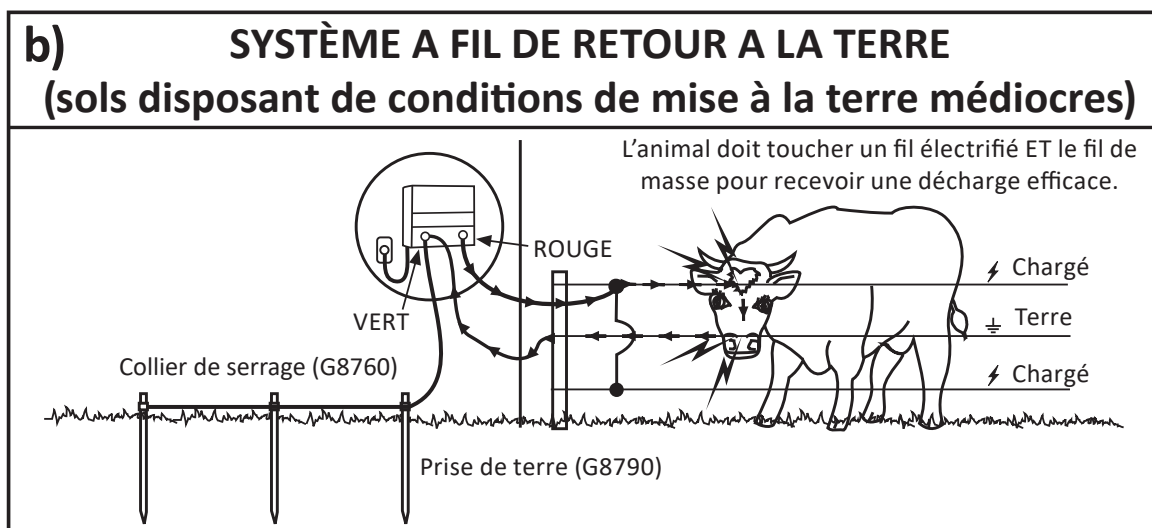 b) SYSTÈME A FIL DE RETOUR A LA TERRE
(sols disposant de conditions de mise à la terre médiocres)
L’animal doit toucher un fil électrifié ET le fil de
masse pour recevoir une décharge efficace.
ROUGE
Chargé
VERT
Terre
Collier de serrage (G8760)
Chargé
Prise de terre (G8790)